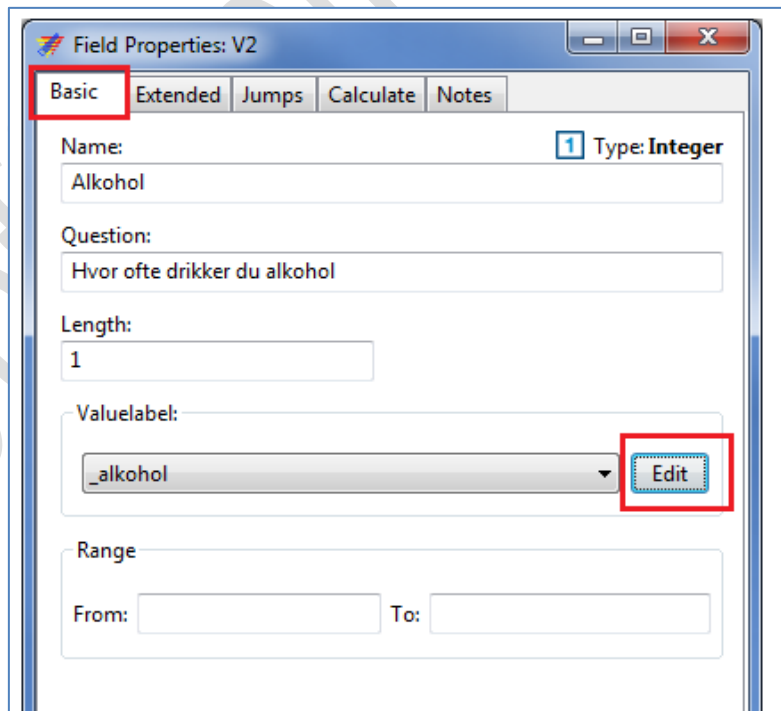 Field Properties: V2
Basic Extended Jumps Calculate Notes
Name: 1 Type: Integer
Alkohol
Question:
Hvor ofte drikker du alkohol
Length:
1
Valuelabel:
_alkohol Edit
Range
From: To: